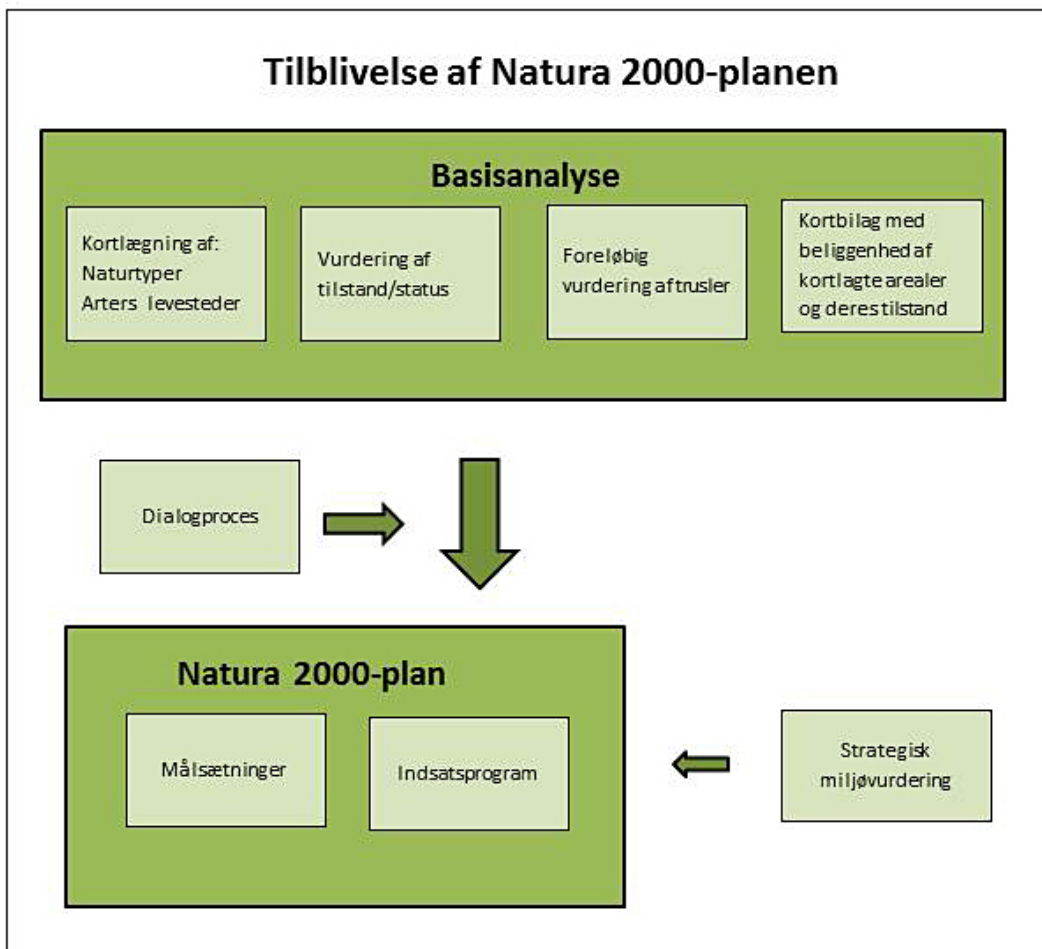 Tilblivelse af Natura 2000-planen
Basisanalyse
Kortlægning af:
Naturtyper
Arters levesteder
Vurdering af
tilstand/status
Foreløbig
vurdering af trusler
Kortbilag med
beliggenhed af
kortlagte arealer
og deres tilstand
Dialogproces
Natura 2000-plan
Målsætninger
Indsatsprogram
Strategisk
miljøvurdering